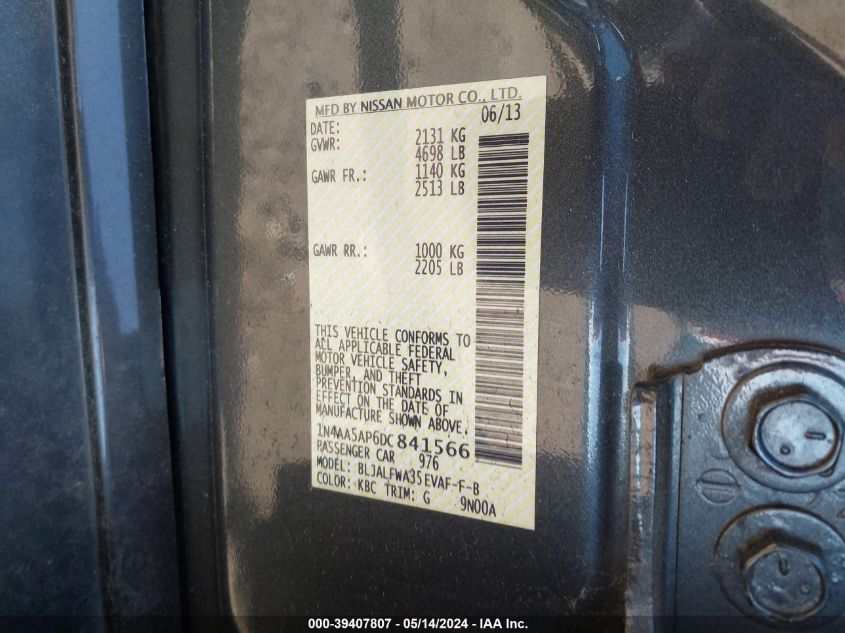 MFD BY NISSAN MOTOR CO., LTD.
DATE: 06/13
GVWR: 2131 KG
4698 LB
GAWR FR.: 1140 KG
2513 LB
GAWR RR.: 1000 KG
2205 LB
THIS VEHICLE CONFORMS TO
ALL APPLICABLE FEDERAL
MOTOR VEHICLE SAFETY,
BUMPER, AND THEFT
PREVENTION STANDARDS IN
EFFECT ON THE DATE OF
MANUFACTURE SHOWN ABOVE.
1N4AA5AP6DC841566
PASSENGER CAR 976
MODEL: BLJALFWA35EVAF-F-B
COLOR: KBC TRIM: G 9N00A
000-39407807 - 05/14/2024 - IAA Inc.